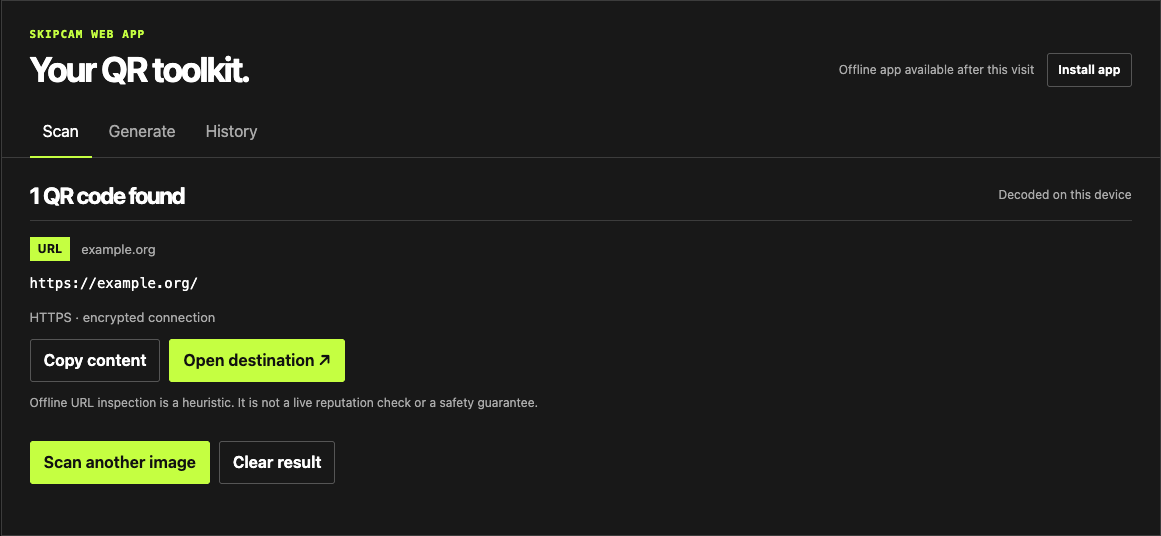 SKIPCAM WEB APP
Your QR toolkit.
Offline app available after this visit
Install app
Scan
Generate
History
1 QR code found
Decoded on this device
URL
example.org
https://example.org/
HTTPS · encrypted connection
Copy content
Open destination ↗
Offline URL inspection is a heuristic. It is not a live reputation check or a safety guarantee.
Scan another image
Clear result